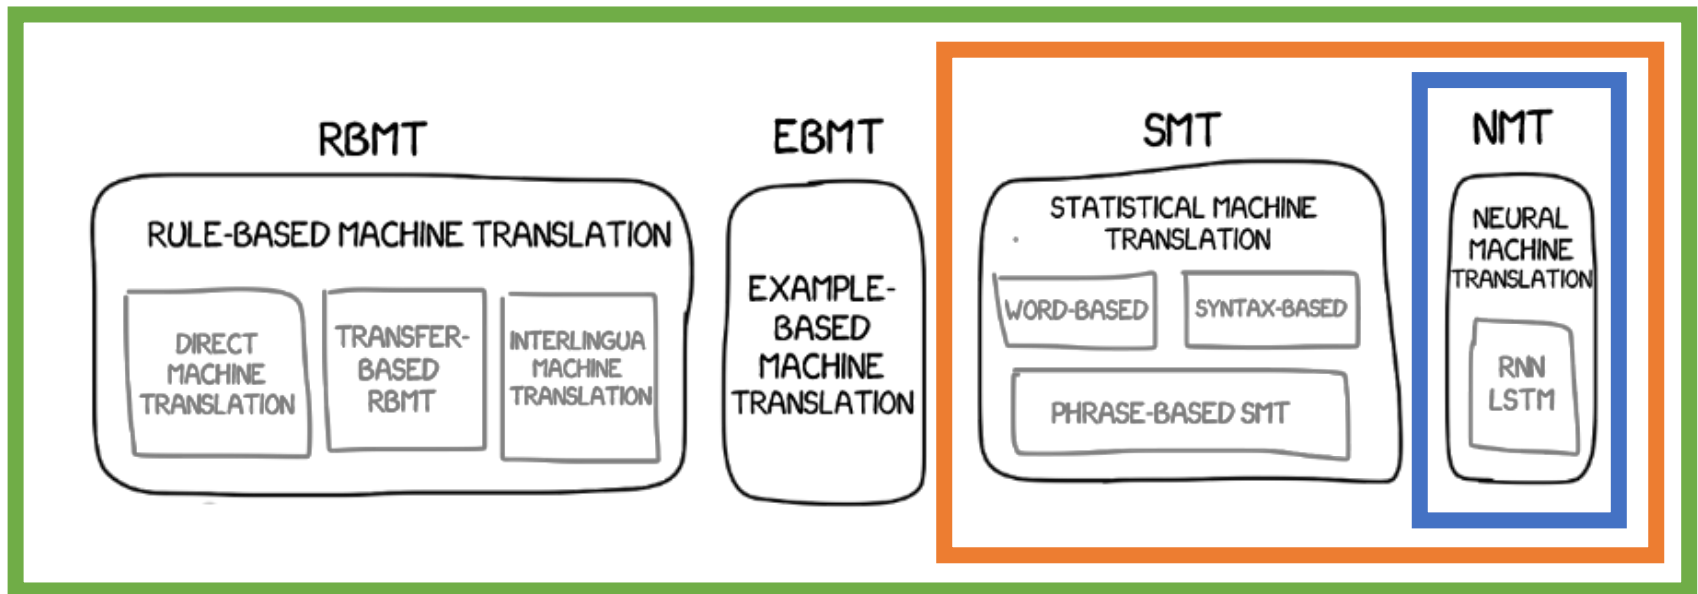 RBMT
RULE-BASED MACHINE TRANSLATION
DIRECT
MACHINE
TRANSLATION
TRANSFER-
BASED
RBMT
INTERLINGUA
MACHINE
TRANSLATION
EBMT
EXAMPLE-
BASED
MACHINE
TRANSLATION
SMT
STATISTICAL MACHINE
TRANSLATION
WORD-BASED
SYNTAX-BASED
PHRASE-BASED SMT
NMT
NEURAL
MACHINE
TRANSLATION
RNN
LSTM